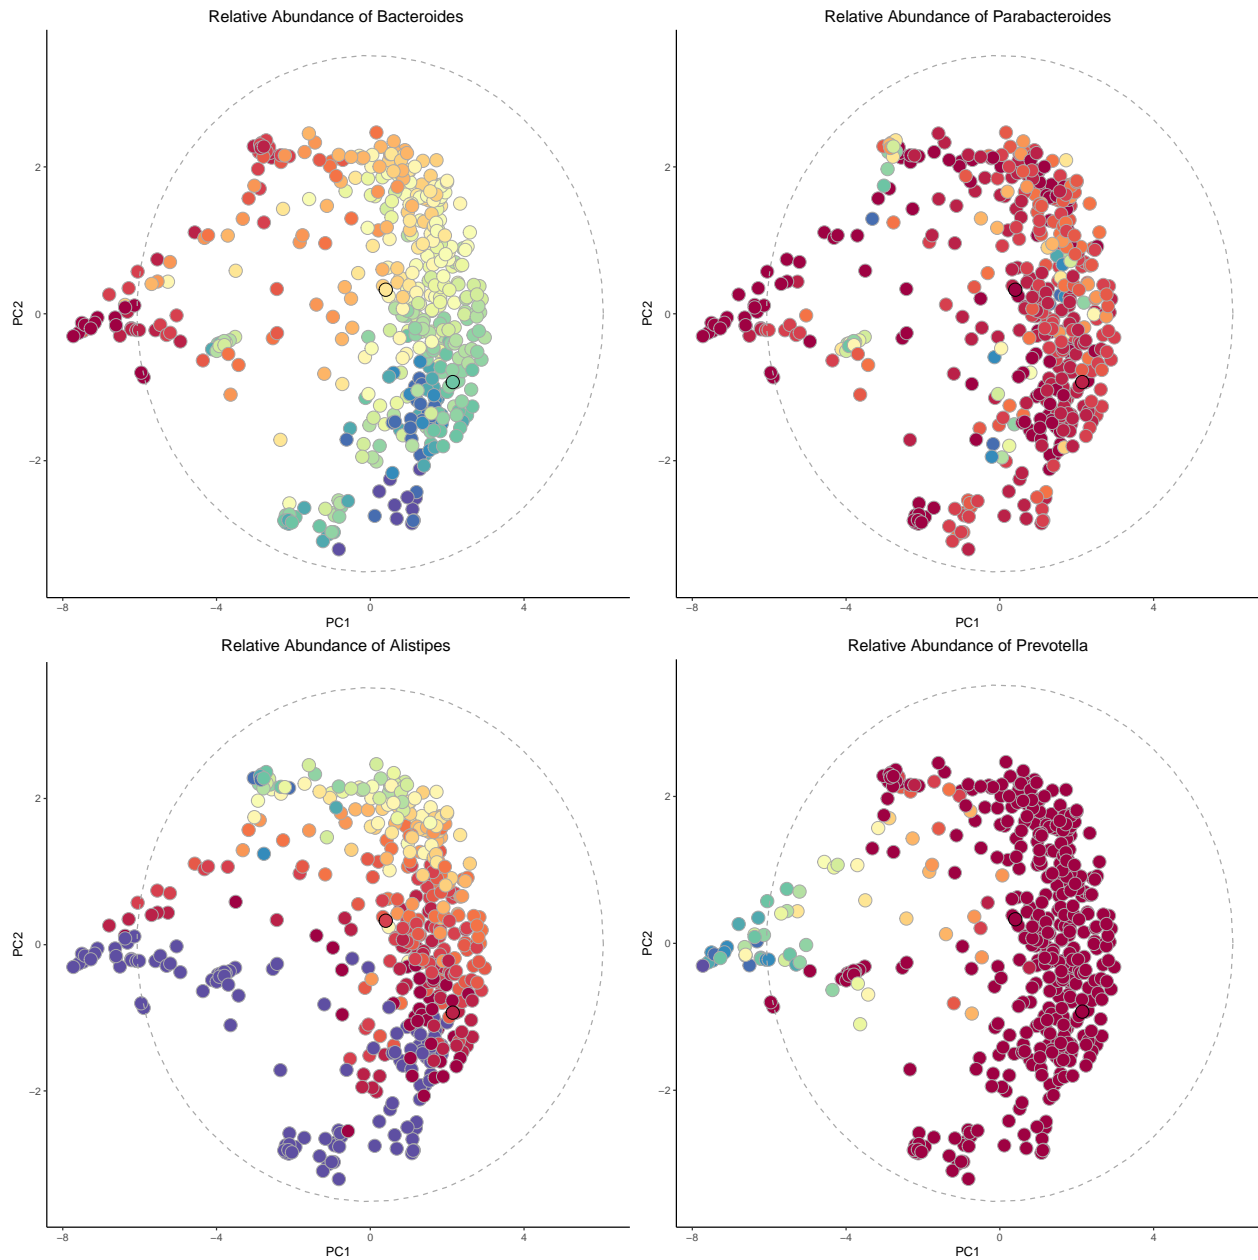 Relative Abundance of Bacteroides
PC2
2
0
−2
−8
−4
0
4
PC1
Relative Abundance of Parabacteroides
PC2
2
0
−2
−8
−4
0
4
PC1
Relative Abundance of Alistipes
PC2
2
0
−2
−8
−4
0
4
PC1
Relative Abundance of Prevotella
PC2
2
0
−2
−8
−4
0
4
PC1